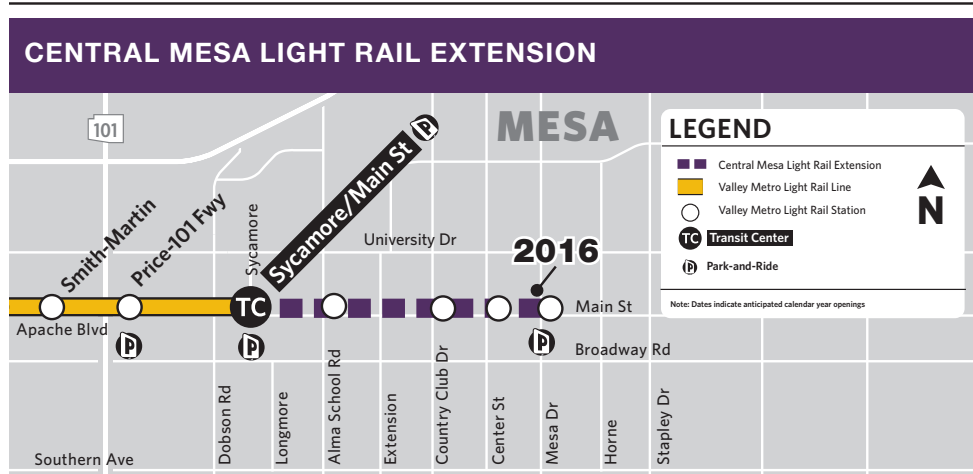 CENTRAL MESA LIGHT RAIL EXTENSION
101
MESA
LEGEND
Central Mesa Light Rail Extension
Valley Metro Light Rail Line
Valley Metro Light Rail Station
TC Transit Center
P Park-and-Ride
N
Note: Dates indicate anticipated calendar year openings
Smith-Martin
Price-101 Fwy
Sycamore
Sycamore/Main St P
University Dr
2016
TC
Main St
Apache Blvd
P
P
P
Broadway Rd
Dobson Rd
Longmore
Alma School Rd
Extension
Country Club Dr
Center St
Mesa Dr
Horne
Stapley Dr
Southern Ave